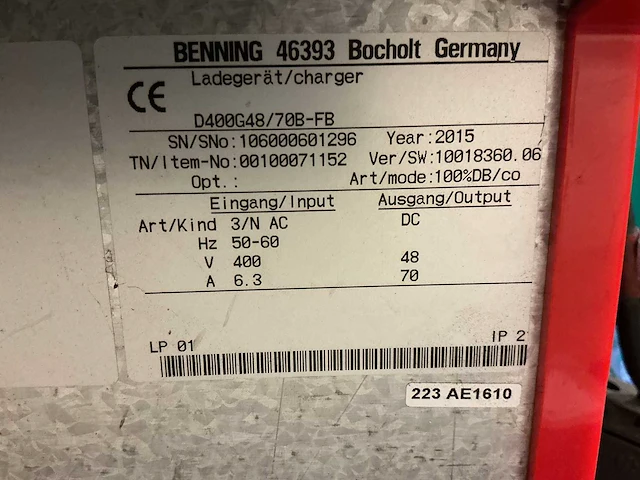 BENNING 46393 Bocholt Germany
CE
Ladegerät/charger
D400G48/70B-FB
SN/SNo:106000601296 Year:2015
TN/Item-No:00100071152 Ver/SW:10018360.06
Opt.: Art/mode:100%DB/co
Eingang/Input Ausgang/Output
Art/Kind 3/N AC DC
Hz 50-60
V 400 48
A 6.3 70
LP 01 IP 2
223 AE1610